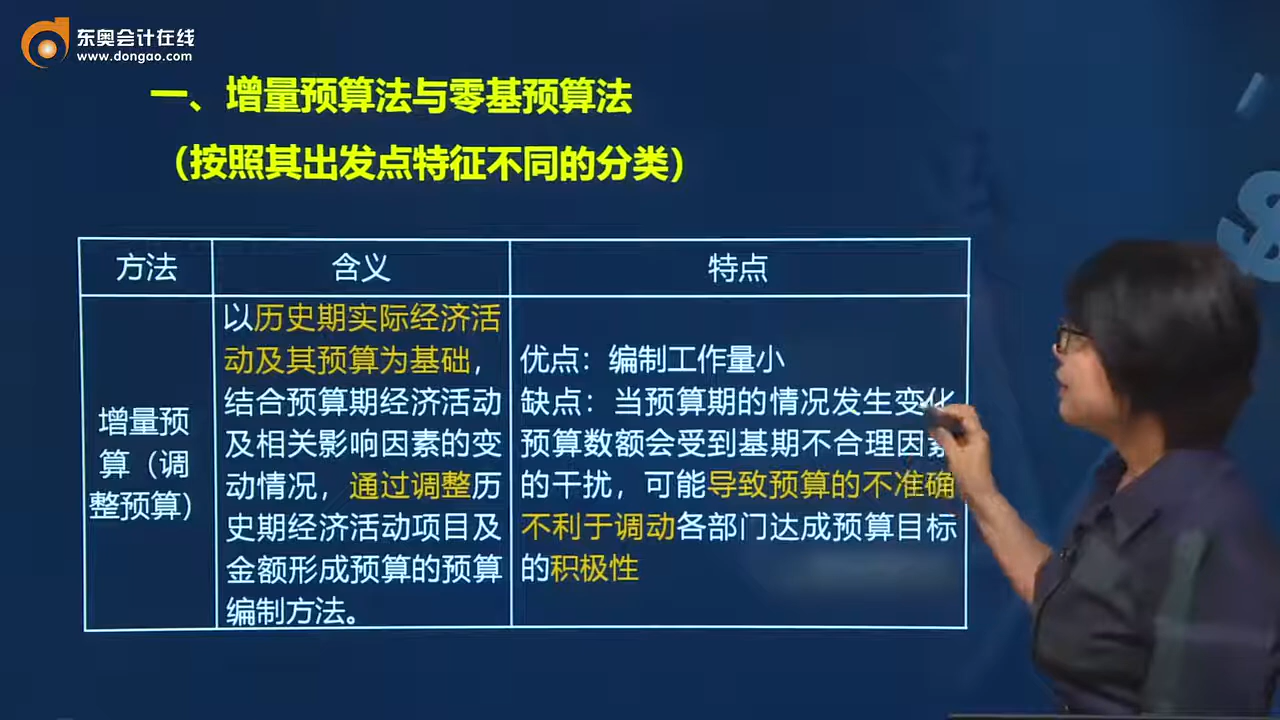 东奥会计在线
www.dongao.com
一、增量预算法与零基预算法
（按照其出发点特征不同的分类）
方法
含义
特点
增量预
算（调
整预算）
以历史期实际经济活
动及其预算为基础，
结合预算期经济活动
及相关影响因素的变
动情况，通过调整历
史期经济活动项目及
金额形成预算的预算
编制方法。
优点：编制工作量小
缺点：当预算期的情况发生变化
预算数额会受到基期不合理因素
的干扰，可能导致预算的不准确
不利于调动各部门达成预算目标
的积极性